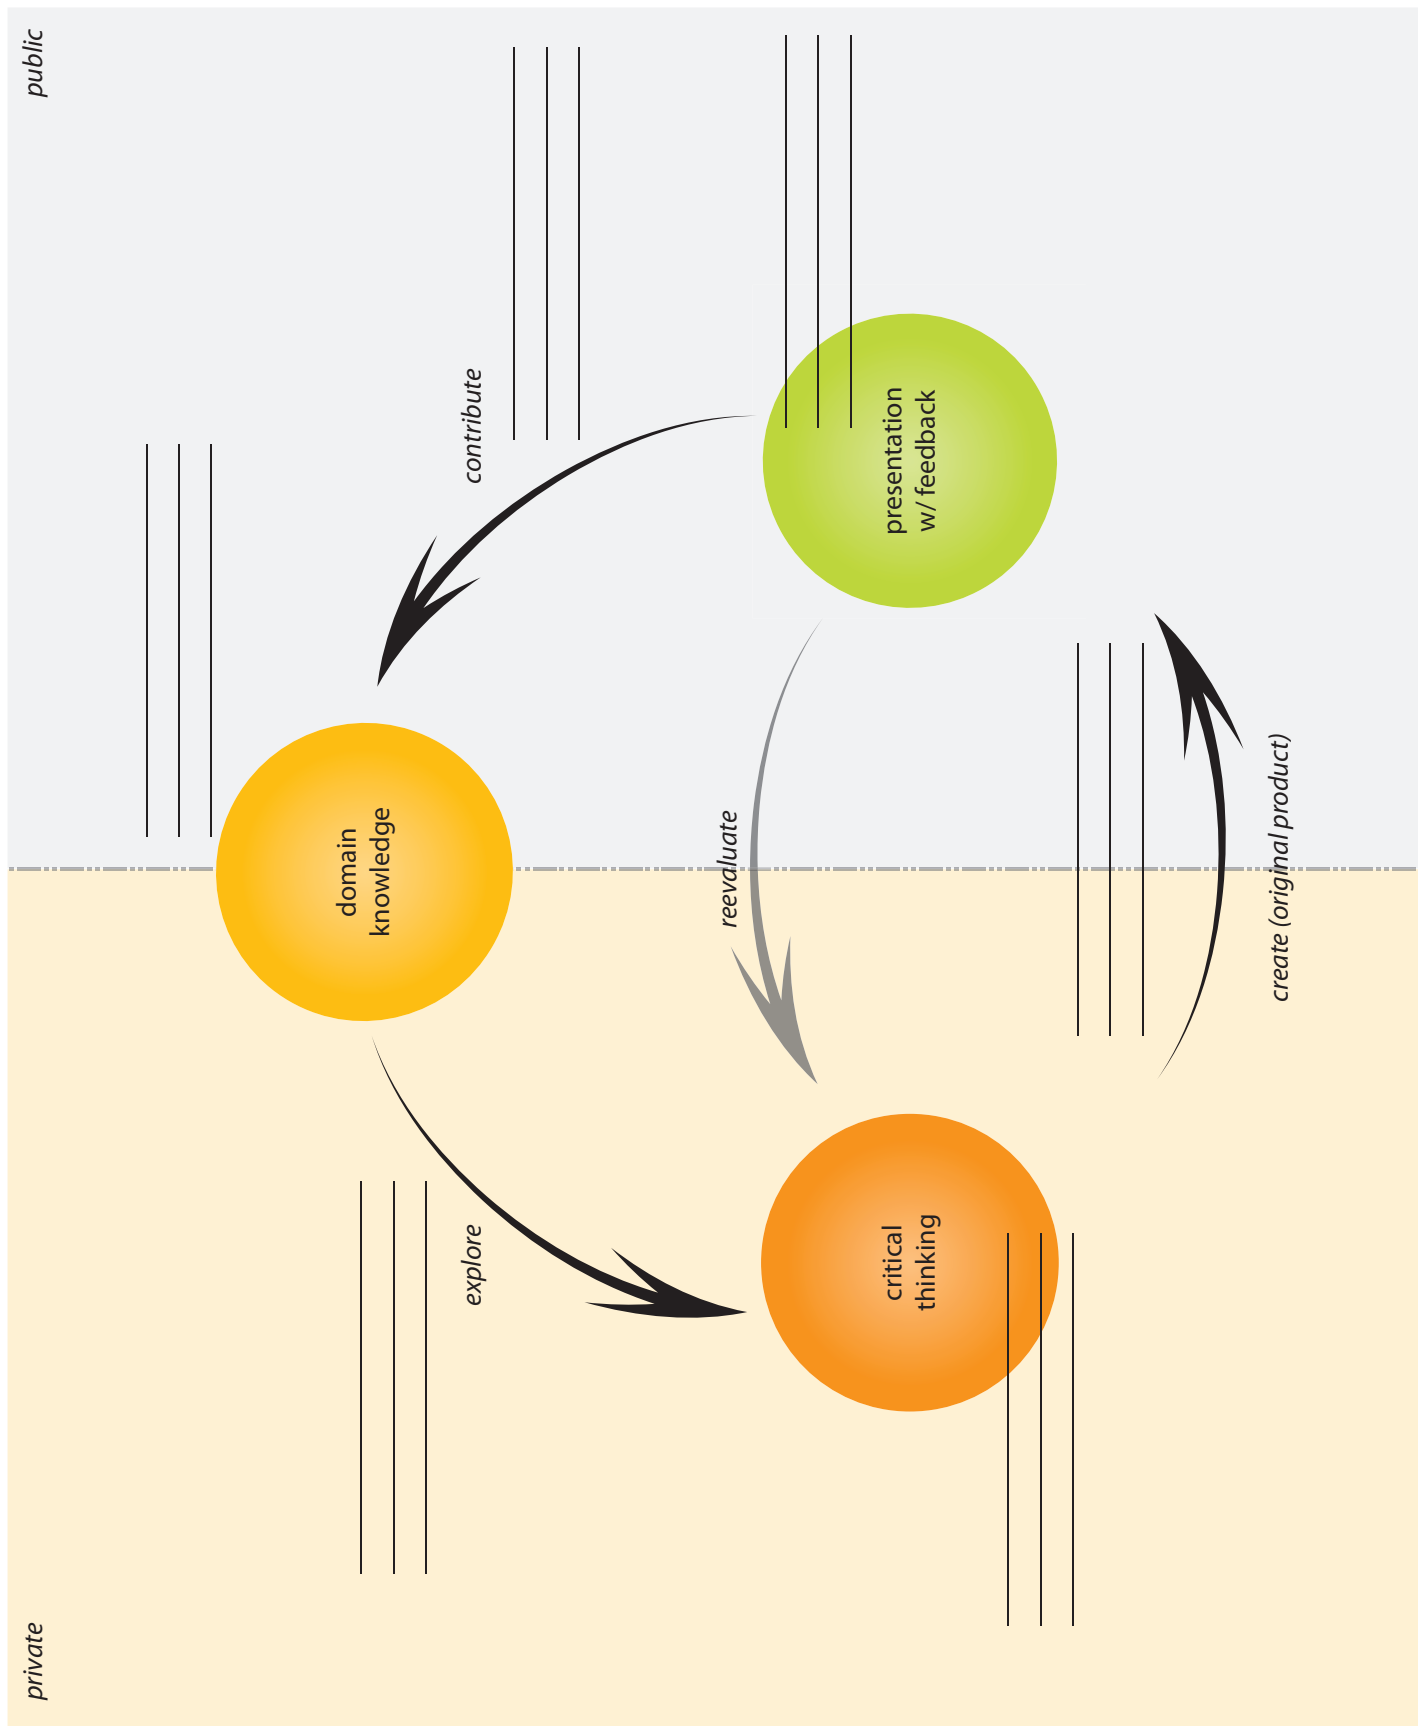 private
public
domain
knowledge
explore
contribute
reevaluate
critical
thinking
presentation
w/ feedback
create (original product)